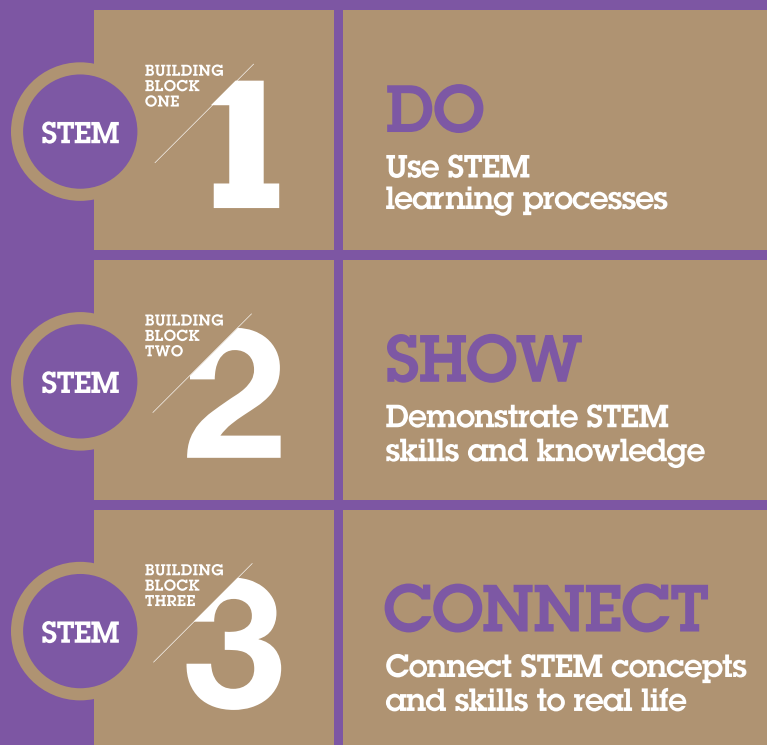 STEM
BUILDING
BLOCK
ONE
1
DO
Use STEM
learning processes
STEM
BUILDING
BLOCK
TWO
2
SHOW
Demonstrate STEM
skills and knowledge
STEM
BUILDING
BLOCK
THREE
3
CONNECT
Connect STEM concepts
and skills to real life